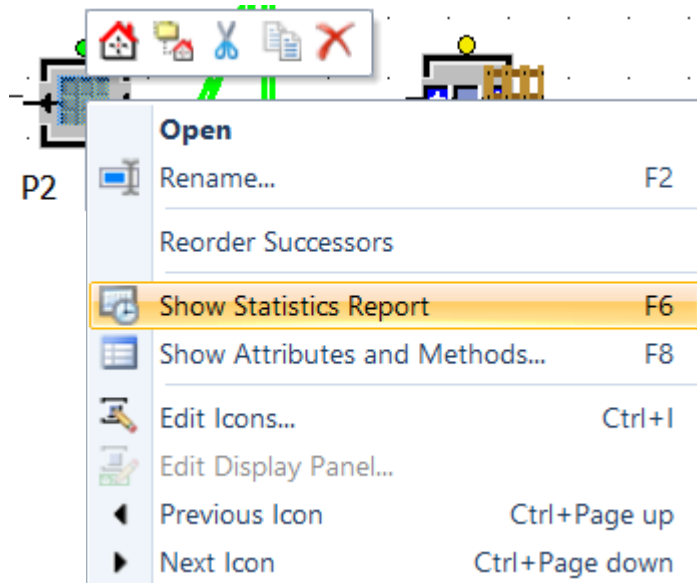 P2
Open
Rename... F2
Reorder Successors
Show Statistics Report F6
Show Attributes and Methods... F8
Edit Icons... Ctrl+I
Edit Display Panel...
Previous Icon Ctrl+Page up
Next Icon Ctrl+Page down